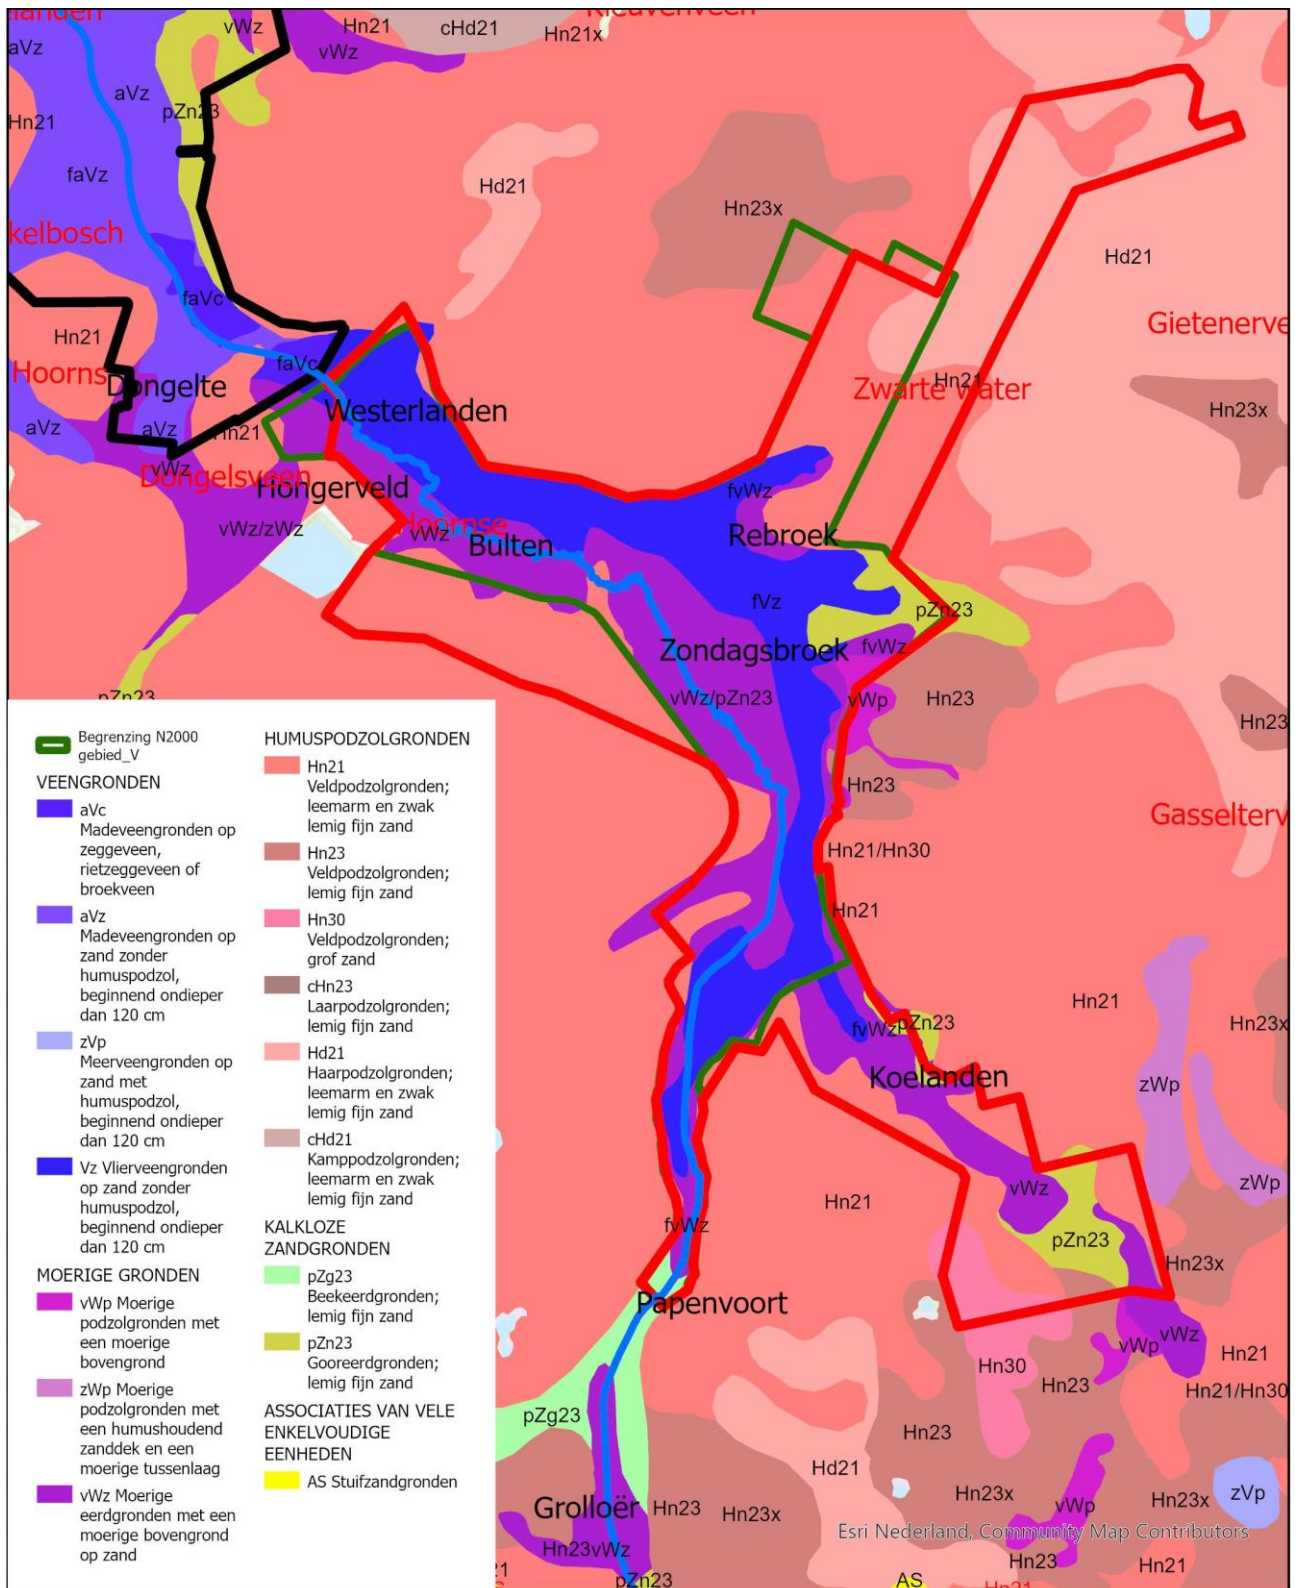 elanden
Kieuvenveen
vWz
Hn21
cHd21
Hn21x
vWz
aVz
aVz
pZn23
Hn21
faVz
Hd21
Hn23x
kelbosch
Hd21
faVc
Gietenerve
Hn21
faVc
Hoorns
Dongelte
Zwarte water
Hn21
Westerlanden
Hn23x
aVz
aVz
Hn21
vWz
Dongelsveen
Hongerveld
fvWz
vWz/zWz
Hoornse
vWz
Bulten
Rebroek
fVz
pZn23
Zondagsbroek
fvWz
pZn23
vWz/pZn23
vWp
Hn23
Hn23
Hn23
Gasselterv
Hn21/Hn30
Hn21
Hn21
fvWz
pZn23
Hn23x
Koelanden
zWp
vWz
zWp
Hn21
fvWz
pZn23
Hn23x
Papenvoort
vWp
vWz
Hn30
Hn23
Hn21
Hn21/Hn30
pZg23
Hn23
Hd21
Hn23x
Hn23x
zVp
Grolloër
Hn23
Hn23x
vWp
Esri Nederland, Community Map Contributors
Hn23vWz
Hn23
Hn21
pZn23
AS
Hn21
Begrenzing N2000
gebied_V
VEENGRONDEN
aVc
Madeveengronden op
zeggeveen,
rietzeggeveen of
broekveen
aVz
Madeveengronden op
zand zonder
humuspodzol,
beginnend ondieper
dan 120 cm
zVp
Meerveengronden op
zand met
humuspodzol,
beginnend ondieper
dan 120 cm
Vz Vlierveengronden
op zand zonder
humuspodzol,
beginnend ondieper
dan 120 cm
MOERIGE GRONDEN
vWp Moerige
podzolgronden met
een moerige
bovengrond
zWp Moerige
podzolgronden met
een humushoudend
zanddek en een
moerige tussenlaag
vWz Moerige
eerdgronden met een
moerige bovengrond
op zand
HUMUSPODZOLGRONDEN
Hn21
Veldpodzolgronden;
leemarm en zwak
lemig fijn zand
Hn23
Veldpodzolgronden;
lemig fijn zand
Hn30
Veldpodzolgronden;
grof zand
cHn23
Laarpodzolgronden;
lemig fijn zand
Hd21
Haarpodzolgronden;
leemarm en zwak
lemig fijn zand
cHd21
Kamppodzolgronden;
leemarm en zwak
lemig fijn zand
KALKLOZE
ZANDGRONDEN
pZg23
Beekeerdgronden;
lemig fijn zand
pZn23
Gooreerdgronden;
lemig fijn zand
ASSOCIATIES VAN VELE
ENKELVOUDIGE
EENHEDEN
AS Stuifzandgronden